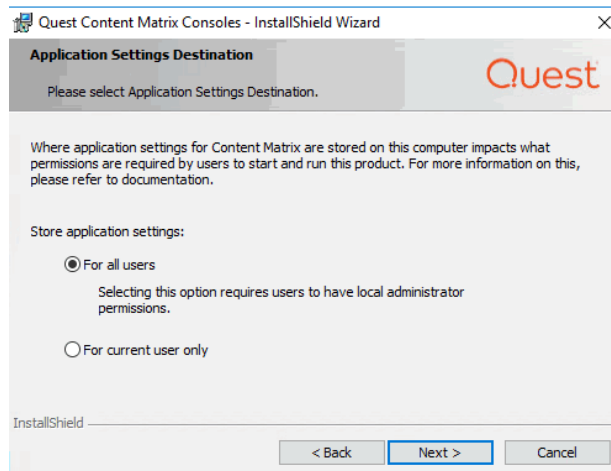 Quest Content Matrix Consoles - InstallShield Wizard
Application Settings Destination
Please select Application Settings Destination.
Quest
Where application settings for Content Matrix are stored on this computer impacts what
permissions are required by users to start and run this product. For more information on this,
please refer to documentation.
Store application settings:
For all users
Selecting this option requires users to have local administrator
permissions.
For current user only
InstallShield
< Back
Next >
Cancel